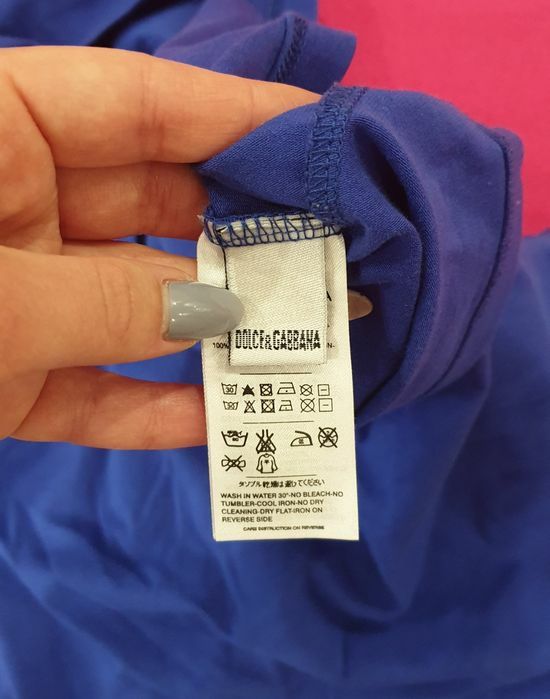 100%
DOLCE&GABBANA
30
タンブル乾燥は避けてください
WASH IN WATER 30°-NO BLEACH-NO
TUMBLER-COOL IRON-NO DRY
CLEANING-DRY FLAT-IRON ON
REVERSE SIDE
CARE INSTRUCTION ON REVERSE